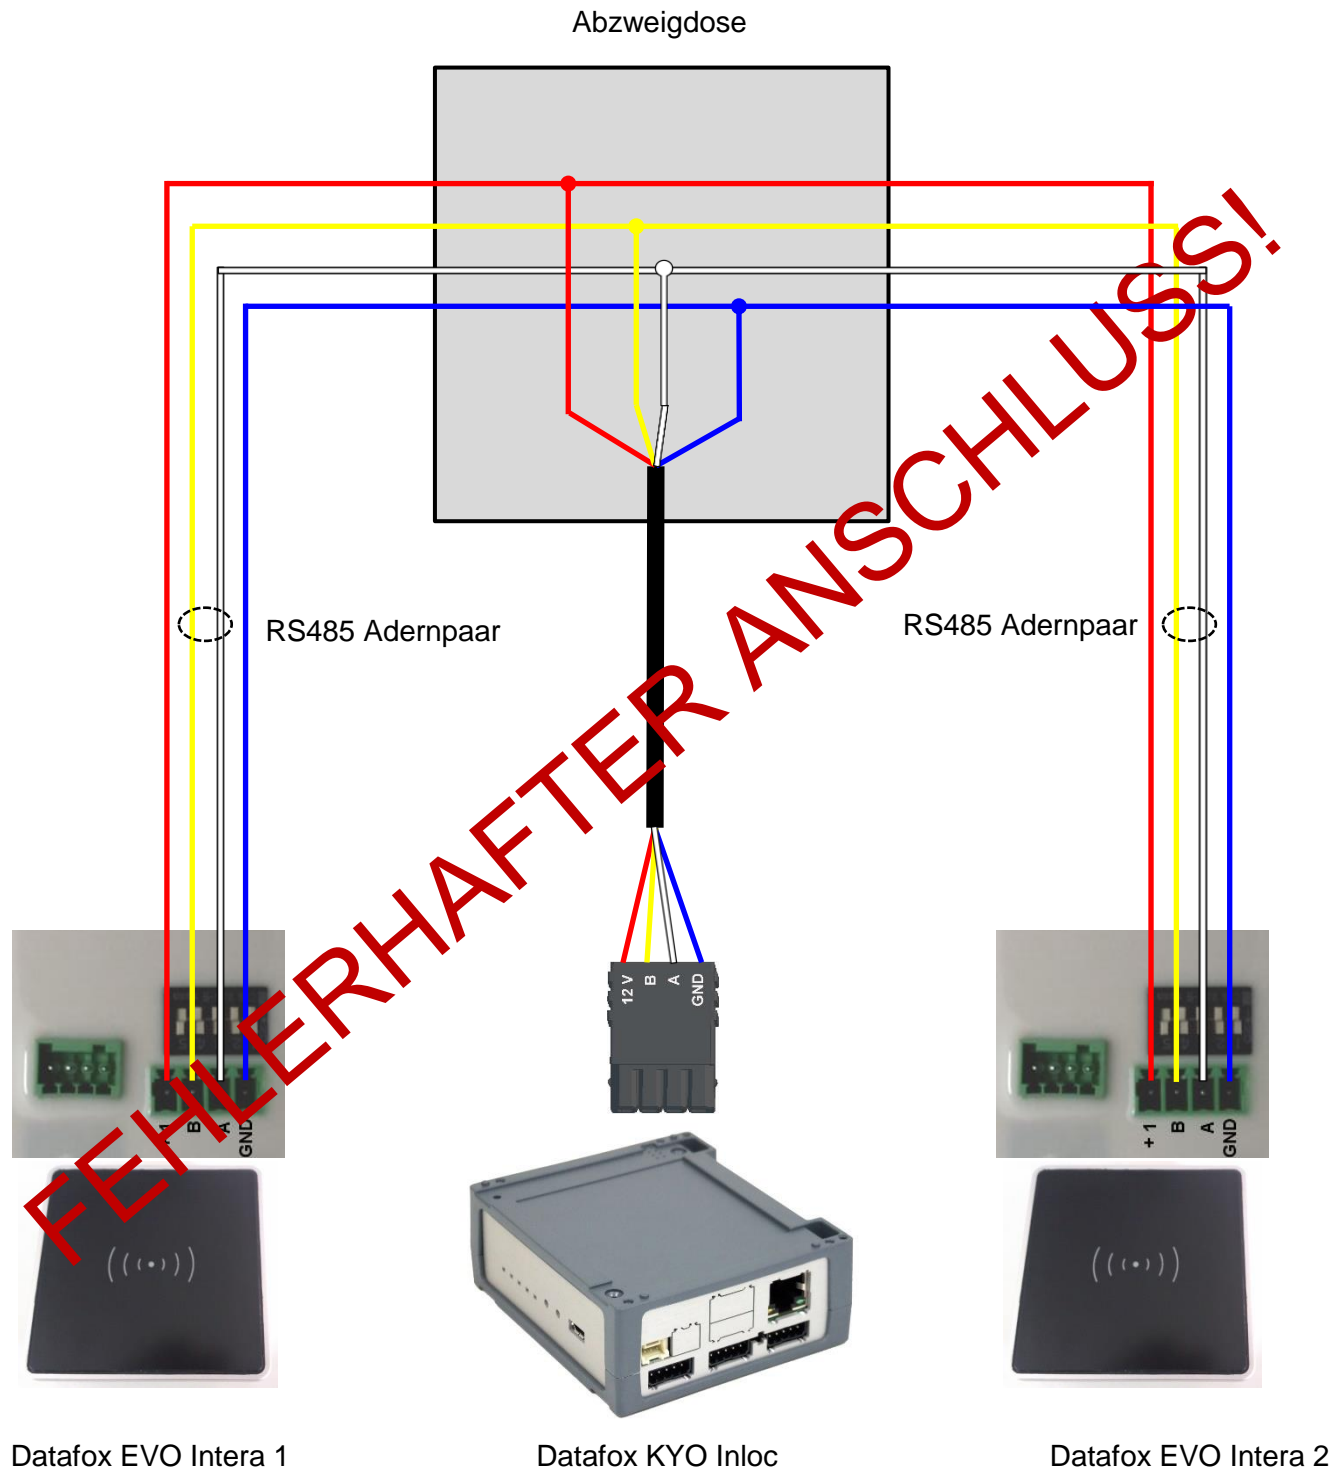 Abzweigdose
FEHLERHAFTER ANSCHLUSS!
RS485 Adernpaar
RS485 Adernpaar
12 V
B
A
GND
1
B
A
GND
+ 1
B
A
GND
Datafox EVO Intera 1
Datafox KYO Inloc
Datafox EVO Intera 2